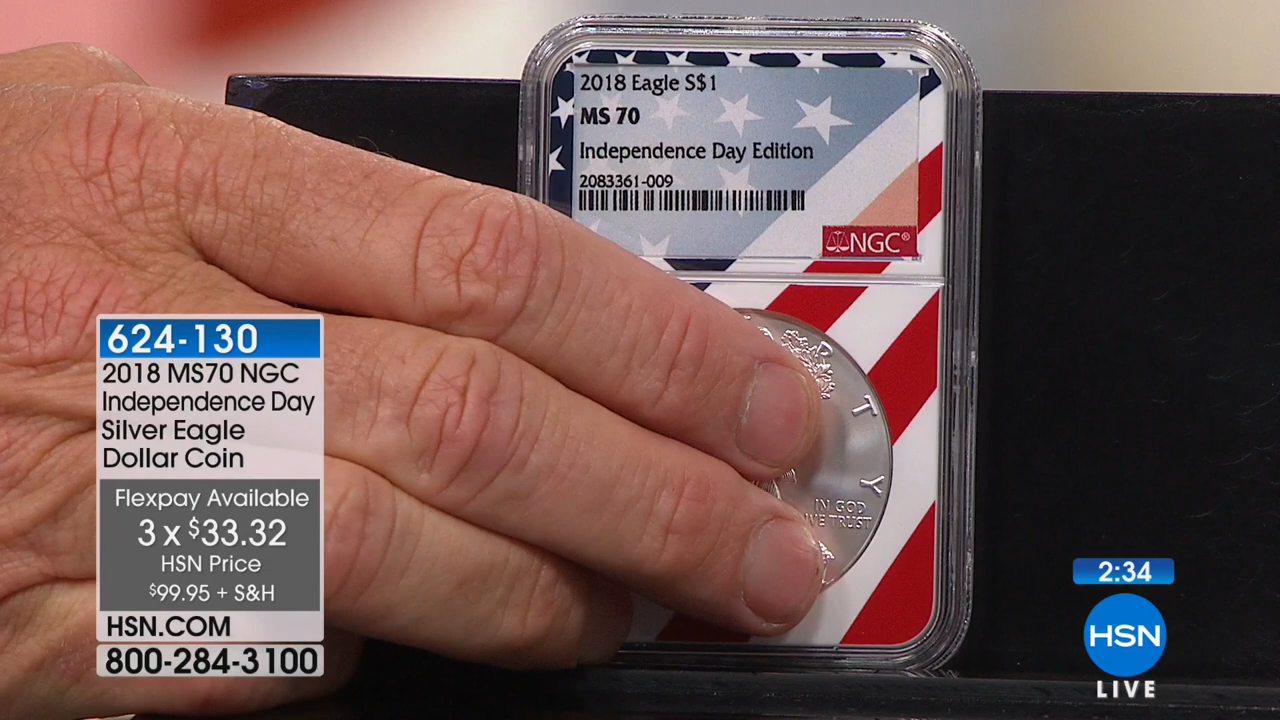 2018 Eagle S$1
MS 70
Independence Day Edition
2083361-009
NGC®
T
Y
IN GOD
WE TRUST
624-130
2018 MS70 NGC
Independence Day
Silver Eagle
Dollar Coin
Flexpay Available
3 x $33.32
HSN Price
$99.95 + S&H
HSN.COM
800-284-3100
2:34
HSN
LIVE